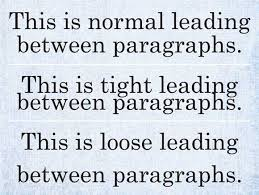 This is normal leading
between paragraphs.
This is tight leading
between paragraphs.
This is loose leading
between paragraphs.